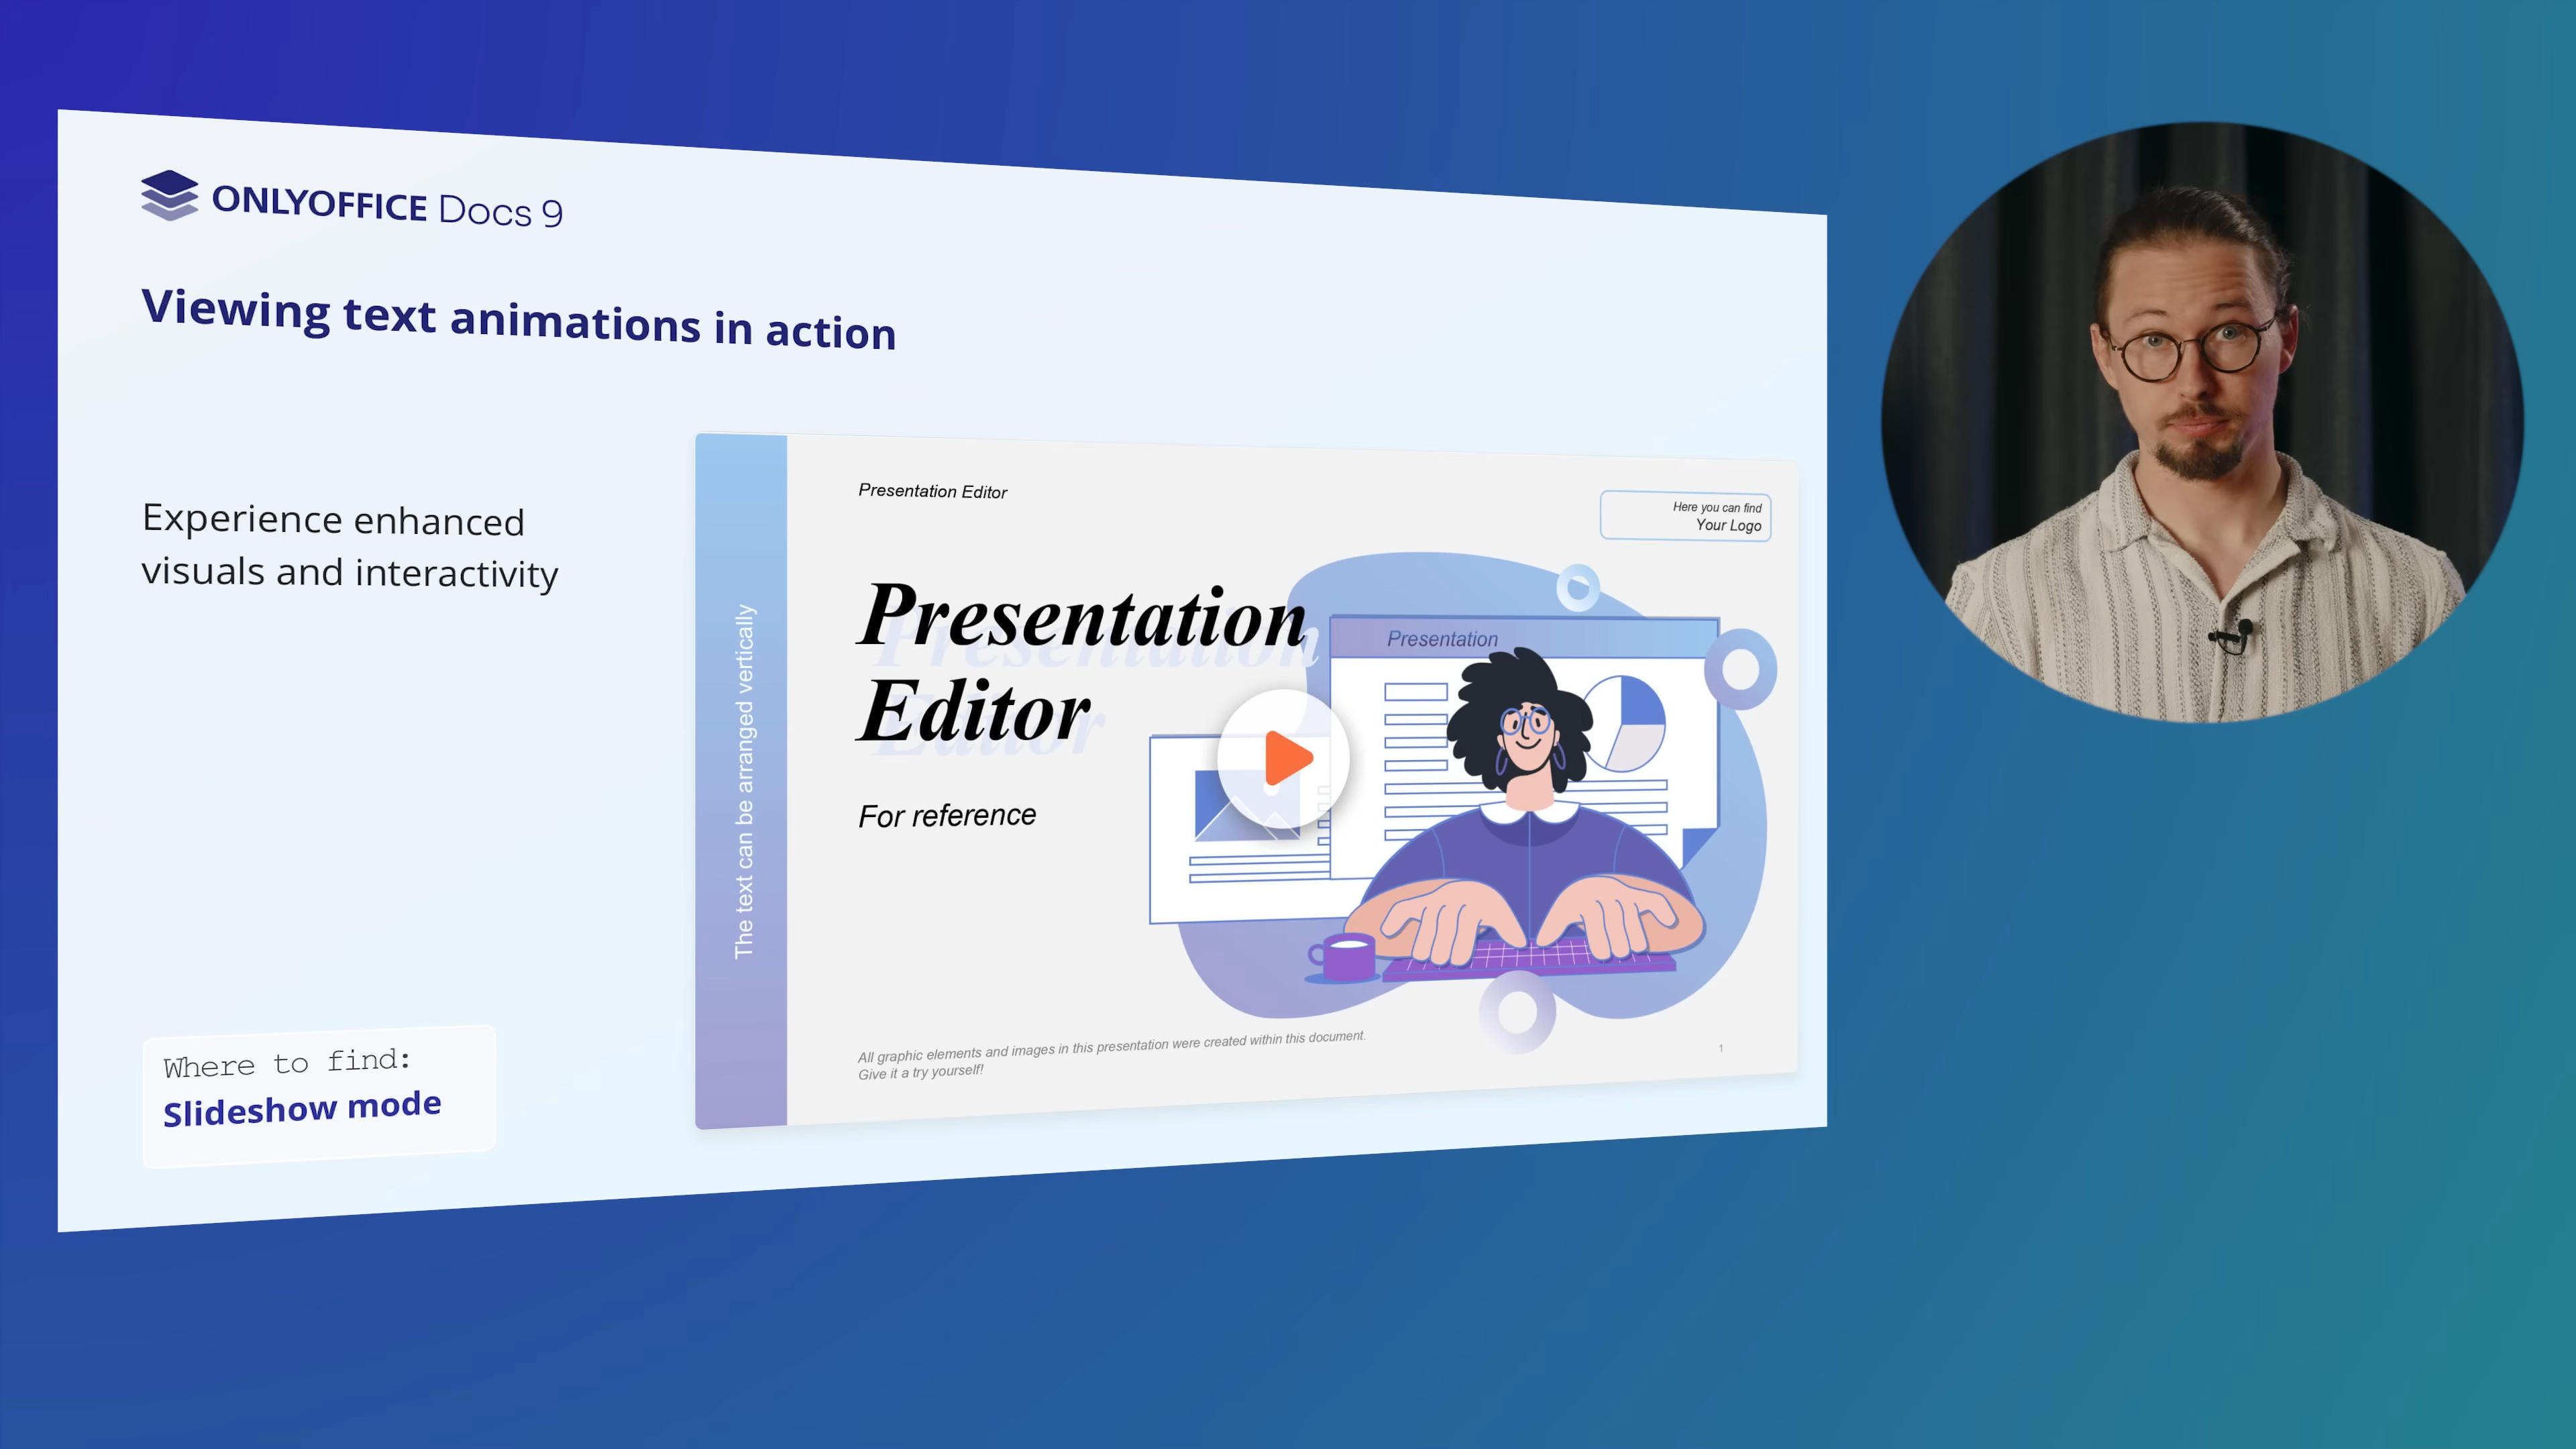 ONLYOFFICE Docs 9
Viewing text animations in action
Experience enhanced
visuals and interactivity
Where to find:
Slideshow mode
The text can be arranged vertically
Presentation Editor
Here you can find
Your Logo
Presentation
Editor
For reference
Presentation
All graphic elements and images in this presentation were created within this document.
Give it a try yourself!
1